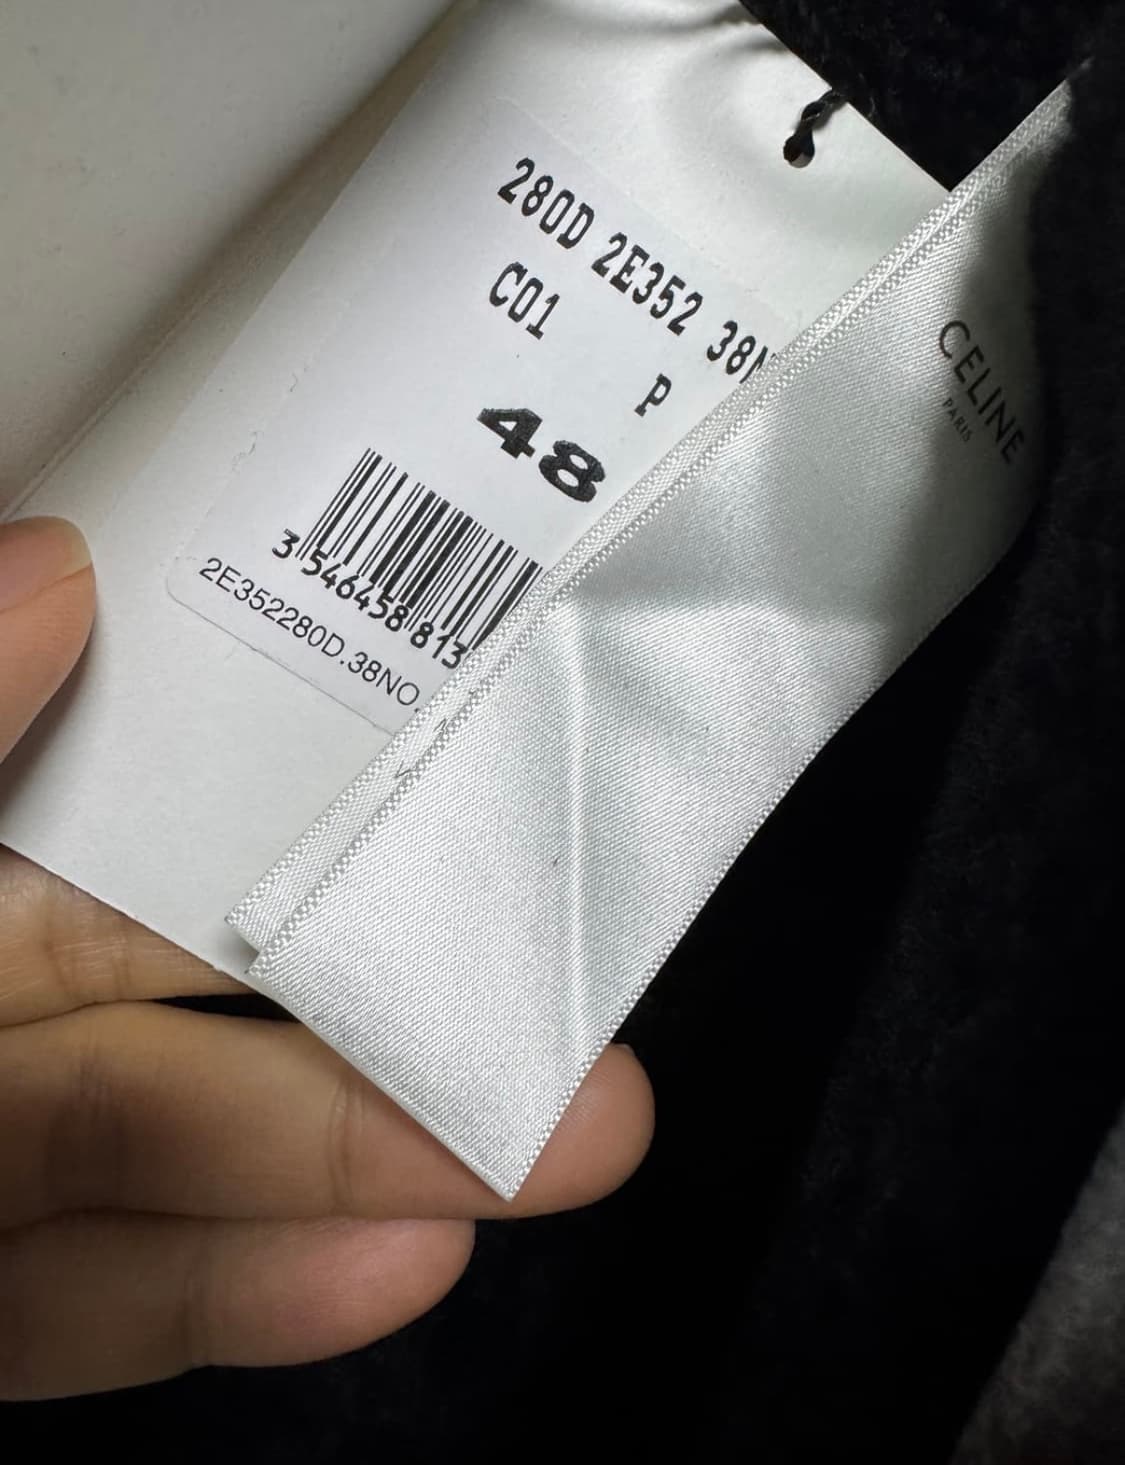 280D 2E352 38N
C01
P
48
3 546458 813
2E352280D.38NO
CELINE
PARIS